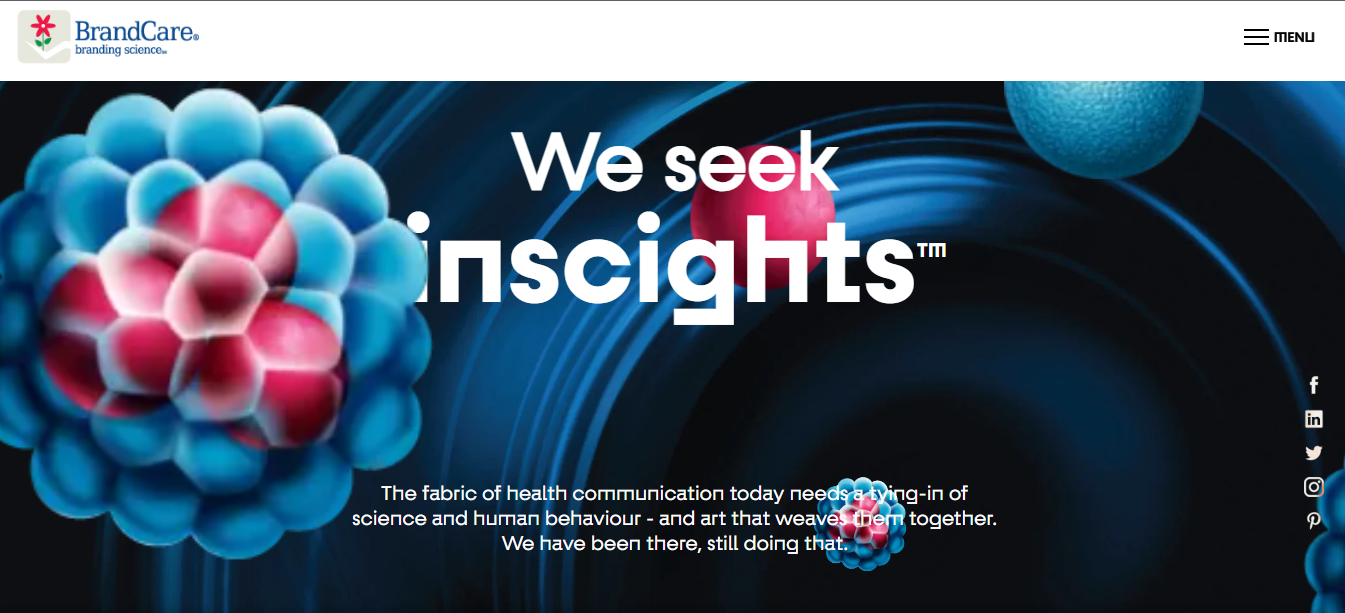 BrandCare®
branding science℠
MENU
We seek
inscights™
The fabric of health communication today needs a tying-in of
science and human behaviour - and art that weaves them together.
We have been there, still doing that.